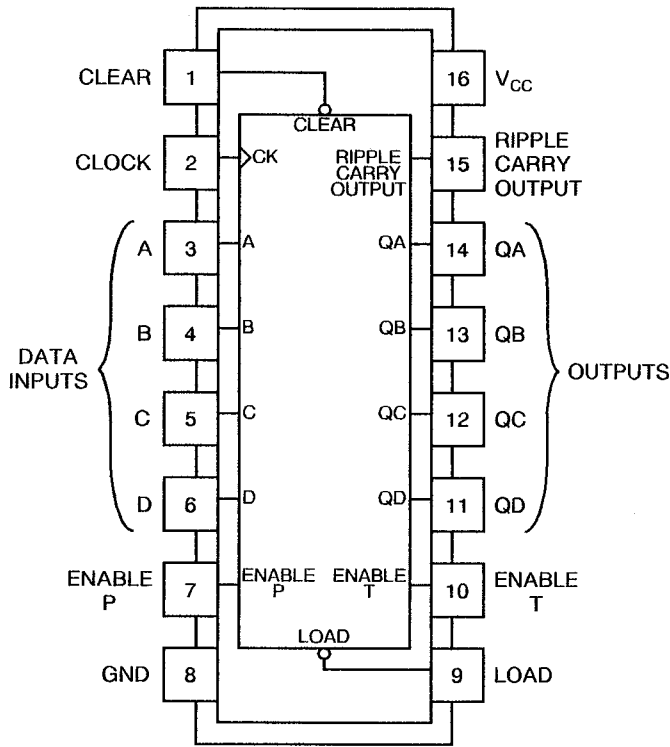 CLEAR 1
16 VCC
CLEAR
CLOCK 2
CK
RIPPLE
CARRY
OUTPUT
15
RIPPLE
CARRY
OUTPUT
A 3 A
QA 14 QA
B 4 B
QB 13 QB
DATA
INPUTS
OUTPUTS
C 5 C
QC 12 QC
D 6 D
QD 11 QD
ENABLE
P
7
ENABLE
P
ENABLE
T
10
ENABLE
T
LOAD
GND 8
9 LOAD